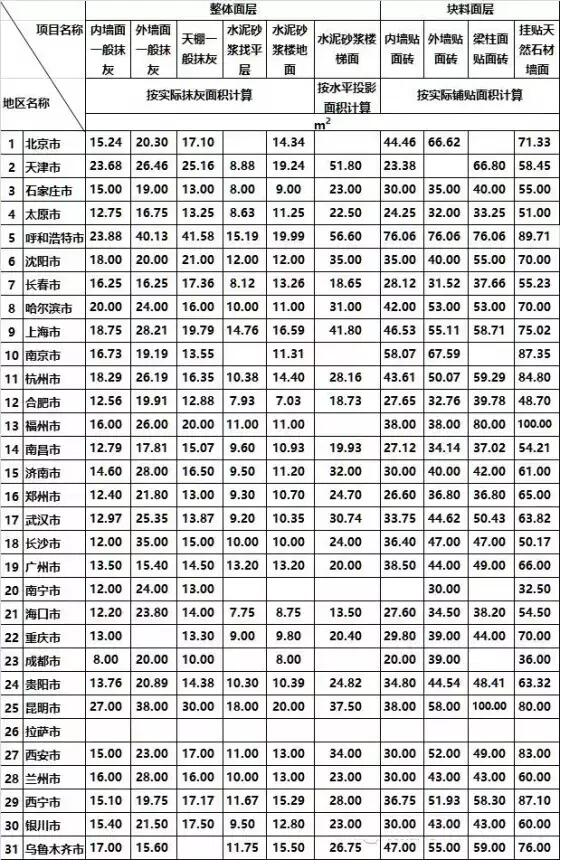 整体面层 块料面层
项目名称 内墙面一般抹灰 外墙面一般抹灰 天棚一般抹灰 水泥砂浆找平层 水泥砂浆楼地面 水泥砂浆楼梯面 内墙贴面砖 外墙贴面砖 梁柱面贴面砖 挂贴天然石材墙面
地区名称 按实际抹灰面积计算 按水平投影面积计算 按实际铺贴面积计算
m²
1 北京市 15.24 20.30 17.10 14.34 44.46 66.62 71.33
2 天津市 23.68 26.46 25.16 8.88 19.24 51.80 23.38 66.80 58.45
3 石家庄市 15.00 19.00 13.00 8.00 9.00 23.00 30.00 35.00 40.00 55.00
4 太原市 12.75 16.75 13.25 8.63 11.25 22.50 24.25 32.00 33.25 51.00
5 呼和浩特市 23.88 40.13 41.58 15.19 19.99 56.60 76.06 76.06 76.06 89.71
6 沈阳市 18.00 20.00 21.00 12.00 12.00 35.00 35.00 40.00 55.00 70.00
7 长春市 16.25 16.25 17.36 8.12 13.26 18.65 28.12 31.52 37.66 55.23
8 哈尔滨市 20.00 24.00 16.00 10.00 11.00 31.00 42.00 53.00 53.00 70.00
9 上海市 18.75 28.21 19.79 14.76 16.59 41.80 46.53 55.11 58.71 75.02
10 南京市 16.73 19.19 13.55 11.31 58.07 67.59 87.35
11 杭州市 18.29 26.19 16.35 10.38 14.40 28.16 43.61 50.07 59.29 84.80
12 合肥市 12.56 19.91 12.88 7.93 7.03 18.73 27.65 32.76 39.78 48.70
13 福州市 16.00 26.00 20.00 11.00 11.00 38.00 38.00 80.00 100.00
14 南昌市 12.79 17.81 15.07 9.60 10.93 19.93 27.12 34.14 37.02 54.21
15 济南市 14.60 28.00 16.50 9.50 11.20 32.00 30.00 40.00 42.00 61.00
16 郑州市 12.40 21.80 13.00 9.30 10.70 24.70 26.60 36.80 36.80 65.00
17 武汉市 12.97 25.35 13.87 9.20 10.35 30.74 33.75 44.62 50.43 63.82
18 长沙市 12.00 35.00 15.00 10.00 10.00 24.00 36.40 47.00 47.00 50.17
19 广州市 13.50 15.40 14.50 13.20 13.20 20.00 38.50 44.00 49.00 66.00
20 南宁市 12.00 24.00 13.00 30.00 32.50
21 海口市 12.20 23.80 14.00 7.75 8.75 13.50 27.60 34.50 38.20 54.50
22 重庆市 13.00 13.30 9.00 9.80 20.40 29.80 39.00 44.00 70.00
23 成都市 8.00 20.00 10.00 8.00 20.00 39.00 36.00
24 贵阳市 13.76 20.89 14.38 10.30 10.39 24.82 34.80 44.54 48.41 63.32
25 昆明市 27.00 38.00 30.00 18.00 20.00 37.50 38.00 58.00 100.00 80.00
26 拉萨市
27 西安市 15.00 23.00 17.00 11.00 13.00 34.00 30.00 52.00 49.00 83.00
28 兰州市 16.00 28.00 16.00 10.00 13.00 23.00 30.00 43.00 43.00 60.00
29 西宁市 15.10 19.75 17.17 11.67 15.29 28.00 36.75 51.93 58.30 87.10
30 银川市 15.40 21.50 17.50 9.50 12.80 23.00 30.00 43.00 43.00 60.00
31 乌鲁木齐市 17.00 15.60 11.75 15.50 26.75 47.00 55.00 59.00 76.00